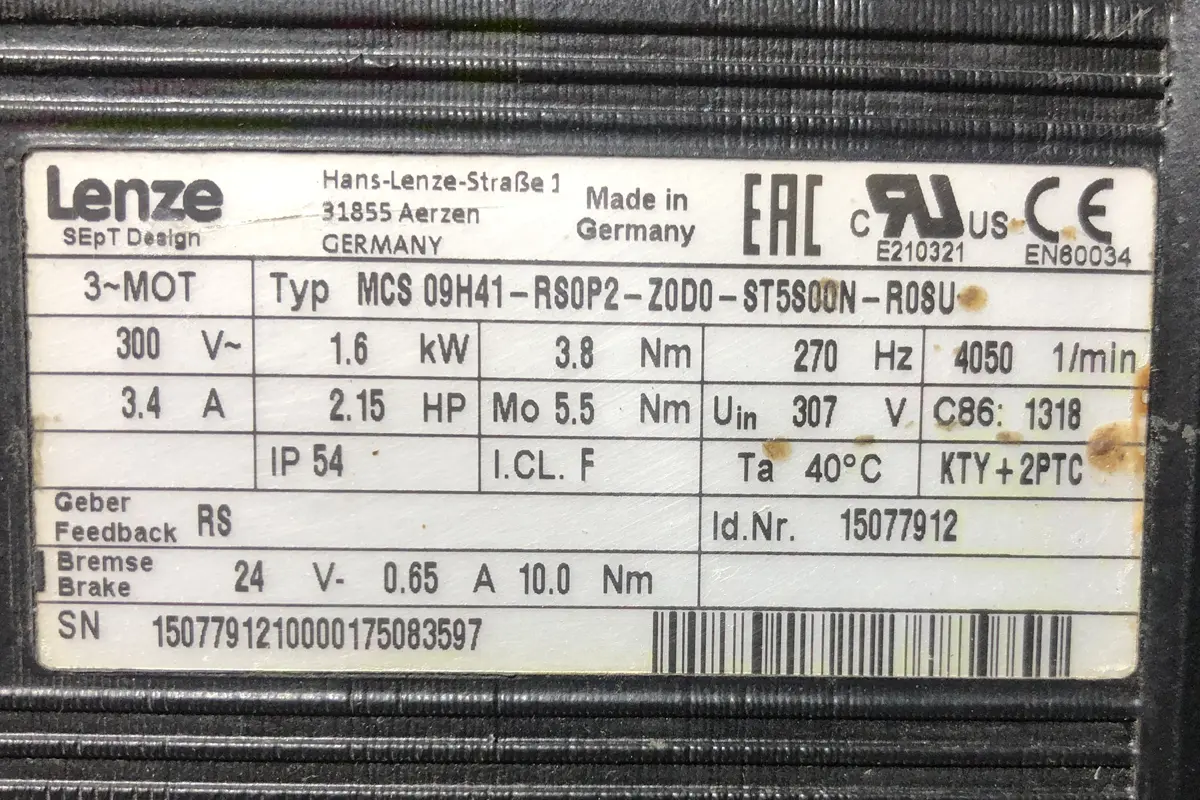 Lenze
SEpT Design
Hans-Lenze-Straße 1
31855 Aerzen
GERMANY
Made in
Germany
EAC
c RU US
E210321
CE
EN60034
3~MOT Typ MCS 09H41-RS0P2-Z0D0-ST5S00N-R0SU
300 V~ 1.6 kW 3.8 Nm 270 Hz 4050 1/min
3.4 A 2.15 HP Mo 5.5 Nm Uin 307 V C86: 1318
IP 54 I.CL. F Ta 40°C KTY+2PTC
Geber
Feedback RS
Id.Nr. 15077912
Bremse
Brake 24 V- 0.65 A 10.0 Nm
SN 1507791210000175083597